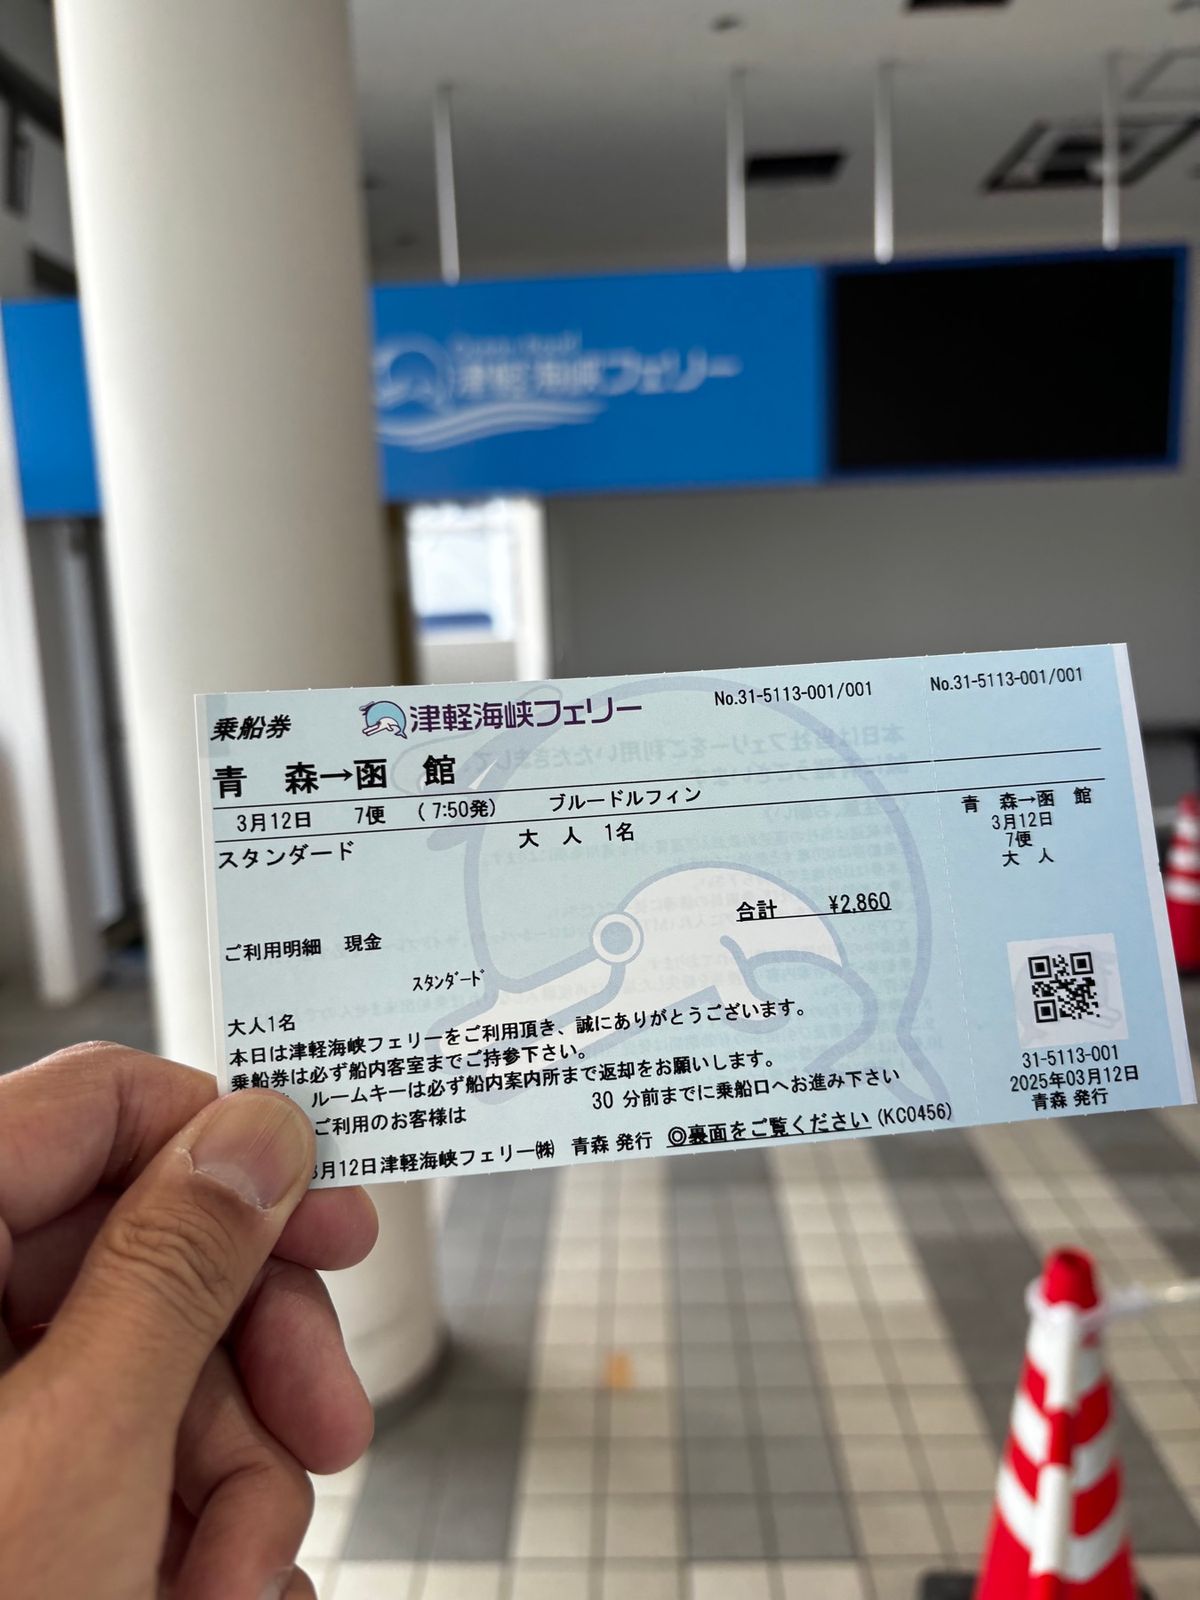 津軽海峡フェリー
乗船券 津軽海峡フェリー No.31-5113-001/001
青 森→函 館
3月12日 7便 ( 7:50発) ブルードルフィン
スタンダード 大 人 1名
合計 ¥2,860
ご利用明細 現金
スタンダード
大人1名
本日は津軽海峡フェリーをご利用頂き、誠にありがとうございます。
乗船券は必ず船内客室までご持参下さい。
ルームキーは必ず船内案内所まで返却をお願いします。
ご利用のお客様は 30 分前までに乗船口へお進み下さい
3月12日津軽海峡フェリー㈱ 青森 発行 ◎裏面をご覧ください (KC0456)
No.31-5113-001/001
青 森→函 館
3月12日
7便
大 人
31-5113-001
2025年03月12日
青森 発行